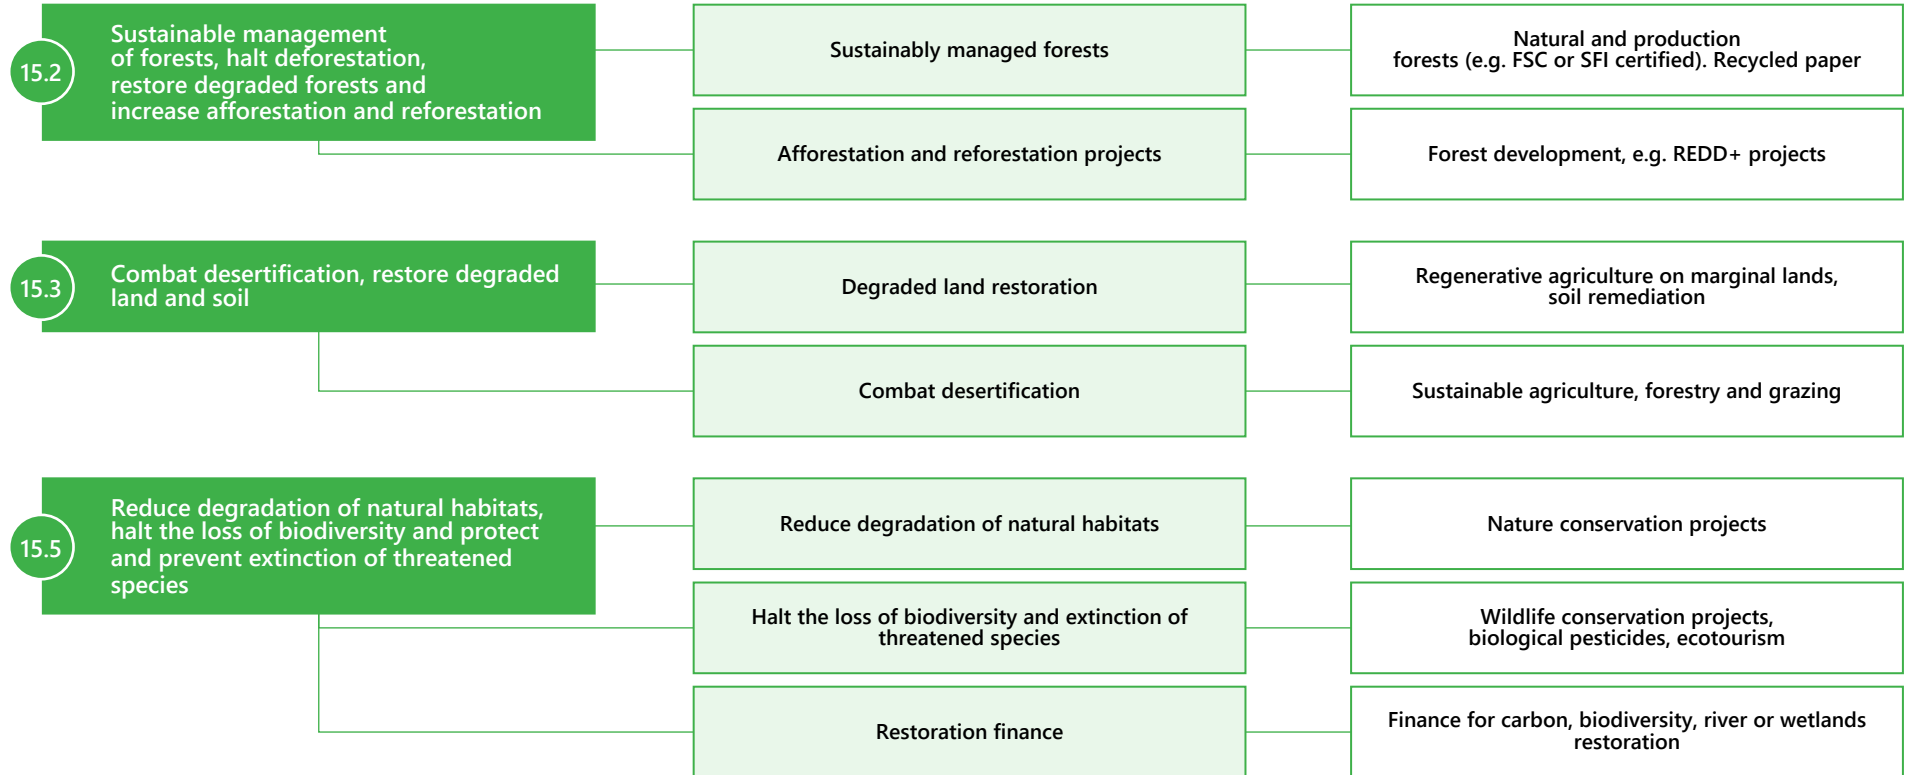 15.2
Sustainable management
of forests, halt deforestation,
restore degraded forests and
increase afforestation and reforestation
Sustainably managed forests
Natural and production
forests (e.g. FSC or SFI certified). Recycled paper
Afforestation and reforestation projects
Forest development, e.g. REDD+ projects
15.3
Combat desertification, restore degraded
land and soil
Degraded land restoration
Regenerative agriculture on marginal lands,
soil remediation
Combat desertification
Sustainable agriculture, forestry and grazing
15.5
Reduce degradation of natural habitats,
halt the loss of biodiversity and protect
and prevent extinction of threatened
species
Reduce degradation of natural habitats
Nature conservation projects
Halt the loss of biodiversity and extinction of
threatened species
Wildlife conservation projects,
biological pesticides, ecotourism
Restoration finance
Finance for carbon, biodiversity, river or wetlands
restoration